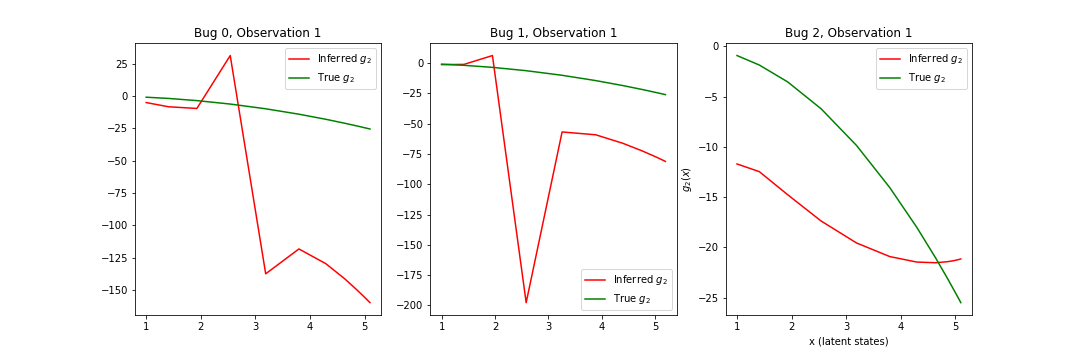 Bug 0, Observation 1
25
0
−25
−50
−75
−100
−125
−150
1 2 3 4 5
Inferred g₂
True g₂
Bug 1, Observation 1
0
−25
−50
−75
−100
−125
−150
−175
−200
1 2 3 4 5
Inferred g₂
True g₂
Bug 2, Observation 1
g₂(x)
0
−5
−10
−15
−20
−25
1 2 3 4 5
x (latent states)
Inferred g₂
True g₂